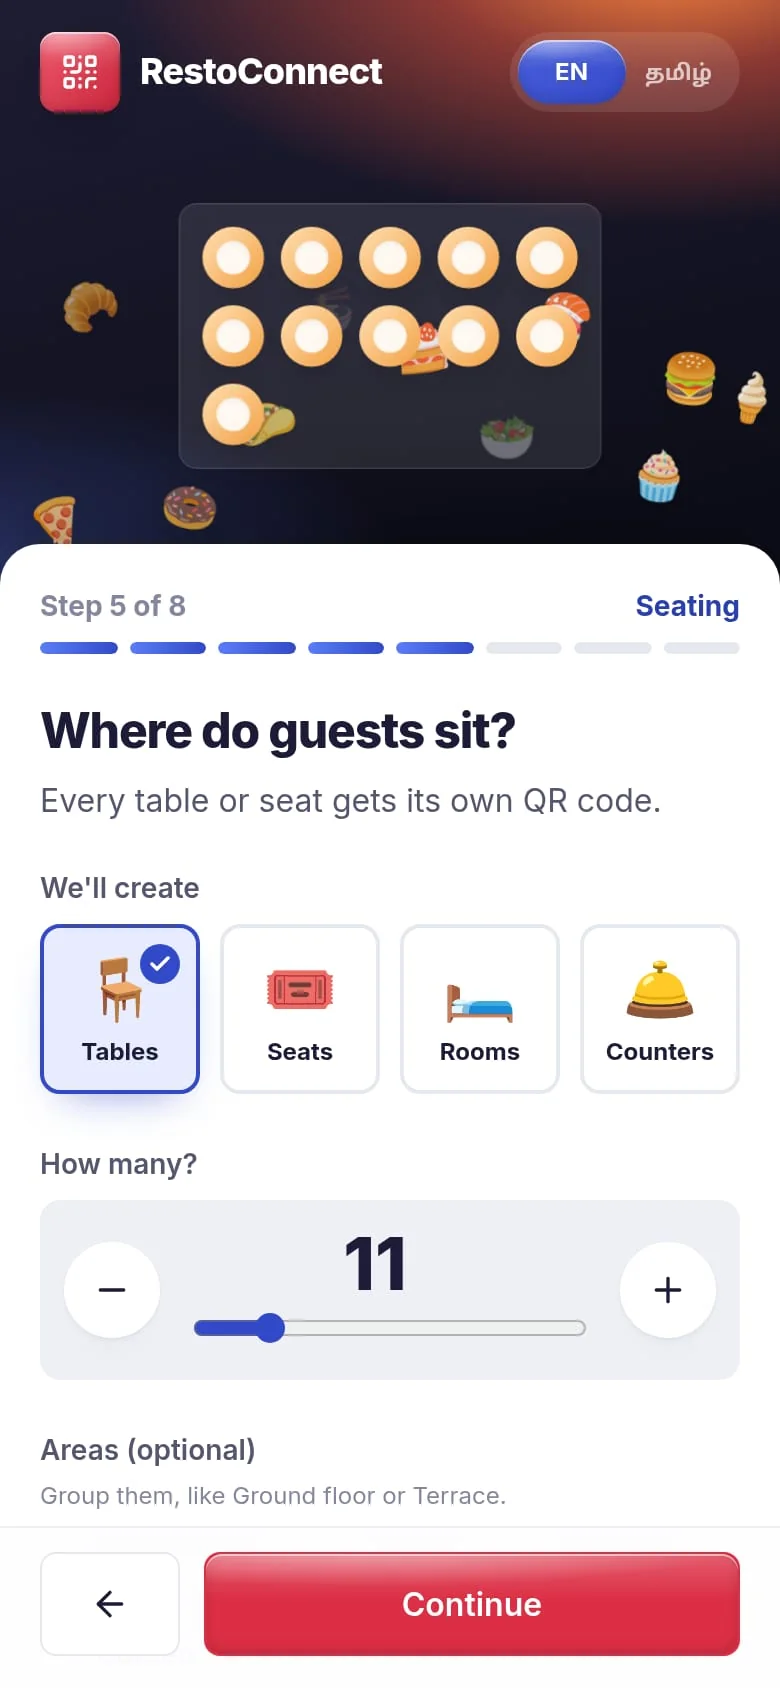 RestoConnect
EN
தமிழ்
Step 5 of 8
Seating
Where do guests sit?
Every table or seat gets its own QR code.
We'll create
Tables
Seats
Rooms
Counters
How many?
11
Areas (optional)
Group them, like Ground floor or Terrace.
Continue